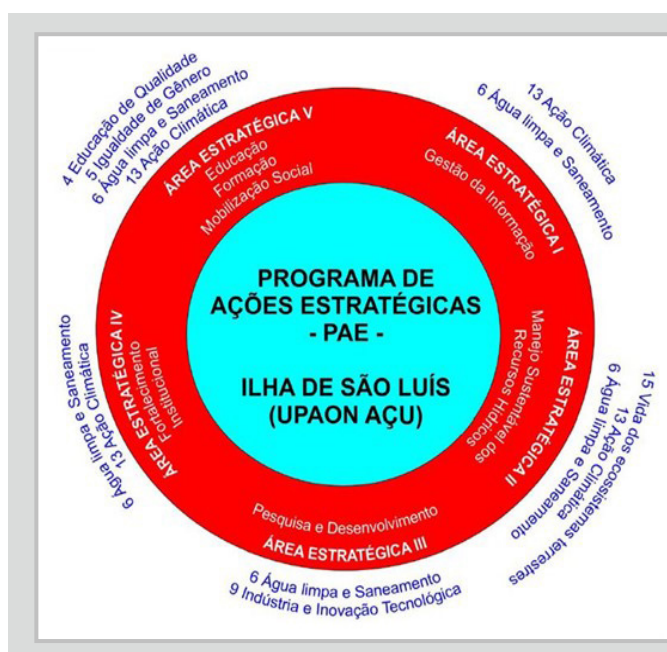 PROGRAMA DE
AÇÕES ESTRATÉGICAS
- PAE -
ILHA DE SÃO LUÍS
(UPAON AÇU)
13 Ação Climática
6 Água limpa e Saneamento
ÁREA ESTRATÉGICA I
Gestão da Informação
15 Vida dos ecossistemas terrestres
13 Ação Climática
6 Água limpa e Saneamento
ÁREA ESTRATÉGICA II
Manejo Sustentável dos
Recursos Hídricos
Pesquisa e Desenvolvimento
ÁREA ESTRATÉGICA III
6 Água limpa e Saneamento
9 Indústria e Inovação Tecnológica
6 Água limpa e Saneamento
13 Ação Climática
ÁREA ESTRATÉGICA IV
Fortalecimento
Institucional
4 Educação de Qualidade
5 Igualdade de Gênero
6 Água limpa e Saneamento
13 Ação Climática
ÁREA ESTRATÉGICA V
Educação
Formação
Mobilização Social